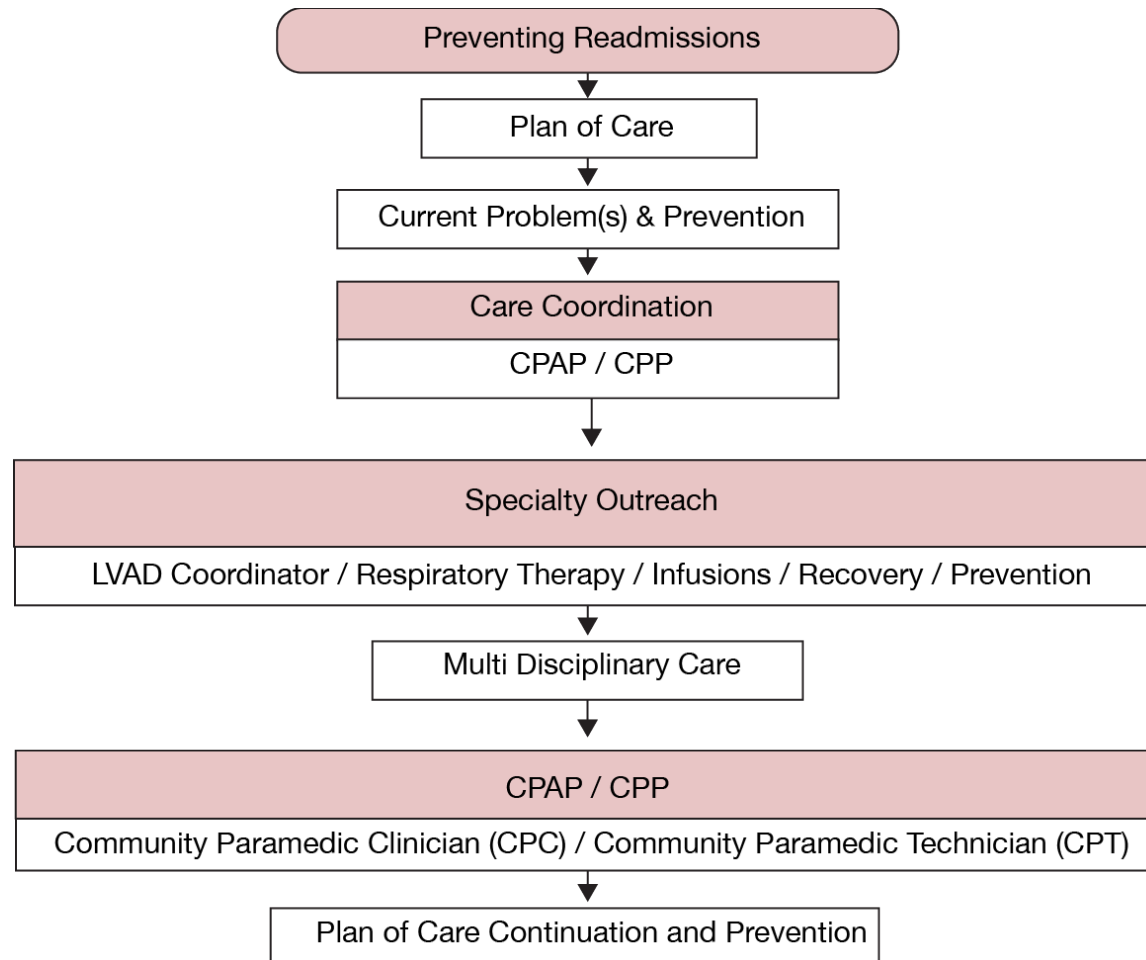 Preventing Readmissions
Plan of Care
Current Problem(s) & Prevention
Care Coordination
CPAP / CPP
Specialty Outreach
LVAD Coordinator / Respiratory Therapy / Infusions / Recovery / Prevention
Multi Disciplinary Care
CPAP / CPP
Community Paramedic Clinician (CPC) / Community Paramedic Technician (CPT)
Plan of Care Continuation and Prevention